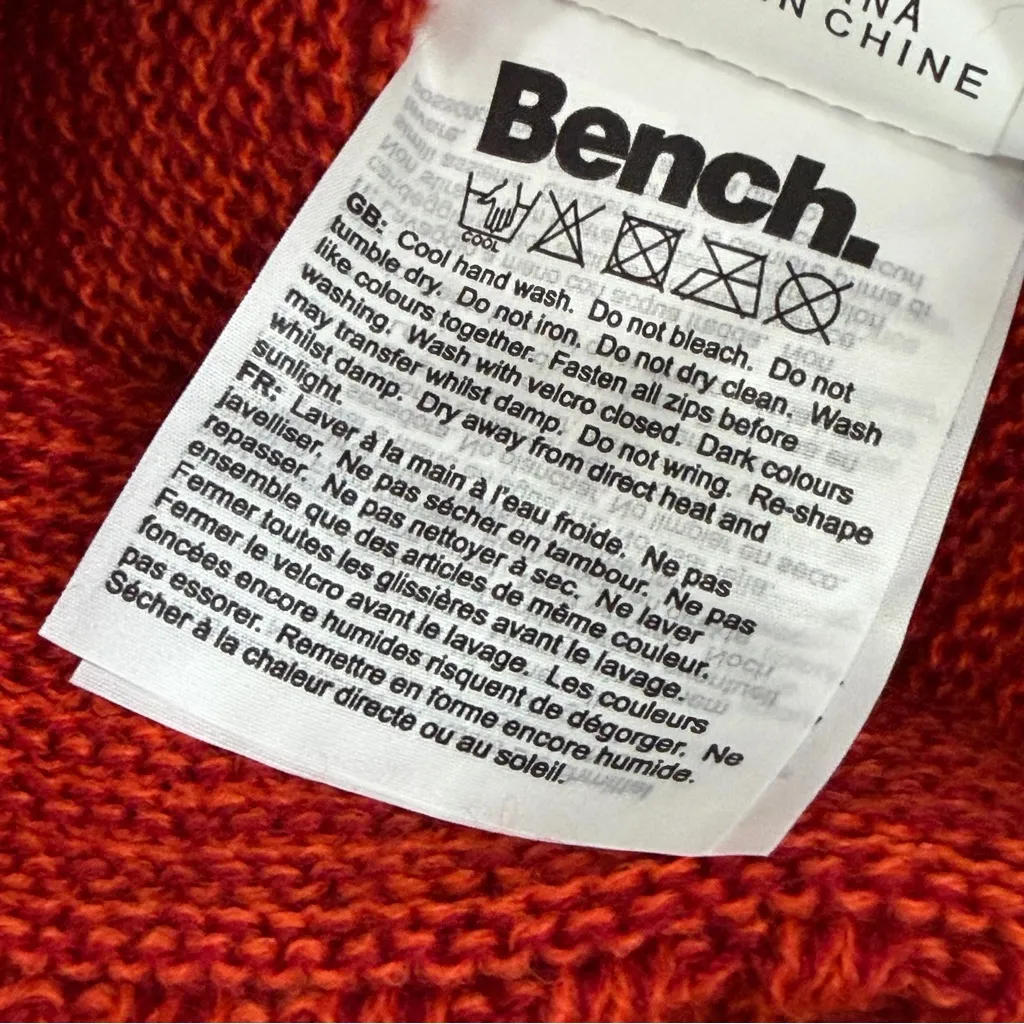 IN CHINE
Bench.
COOL
GB: Cool hand wash. Do not bleach. Do not
tumble dry. Do not iron. Do not dry clean. Wash
like colours together. Fasten all zips before
washing. Wash with velcro closed. Dark colours
may transfer whilst damp. Do not wring. Re-shape
whilst damp. Dry away from direct heat and
sunlight.
FR: Laver à la main à l'eau froide. Ne pas
javelliser. Ne pas sécher en tambour. Ne pas
repasser. Ne pas nettoyer à sec. Ne laver
ensemble que des articles de même couleur.
Fermer toutes les glissières avant le lavage.
Fermer le velcro avant le lavage. Les couleurs
foncées encore humides risquent de dégorger. Ne
pas essorer. Remettre en forme encore humide.
Sécher à la chaleur directe ou au soleil.